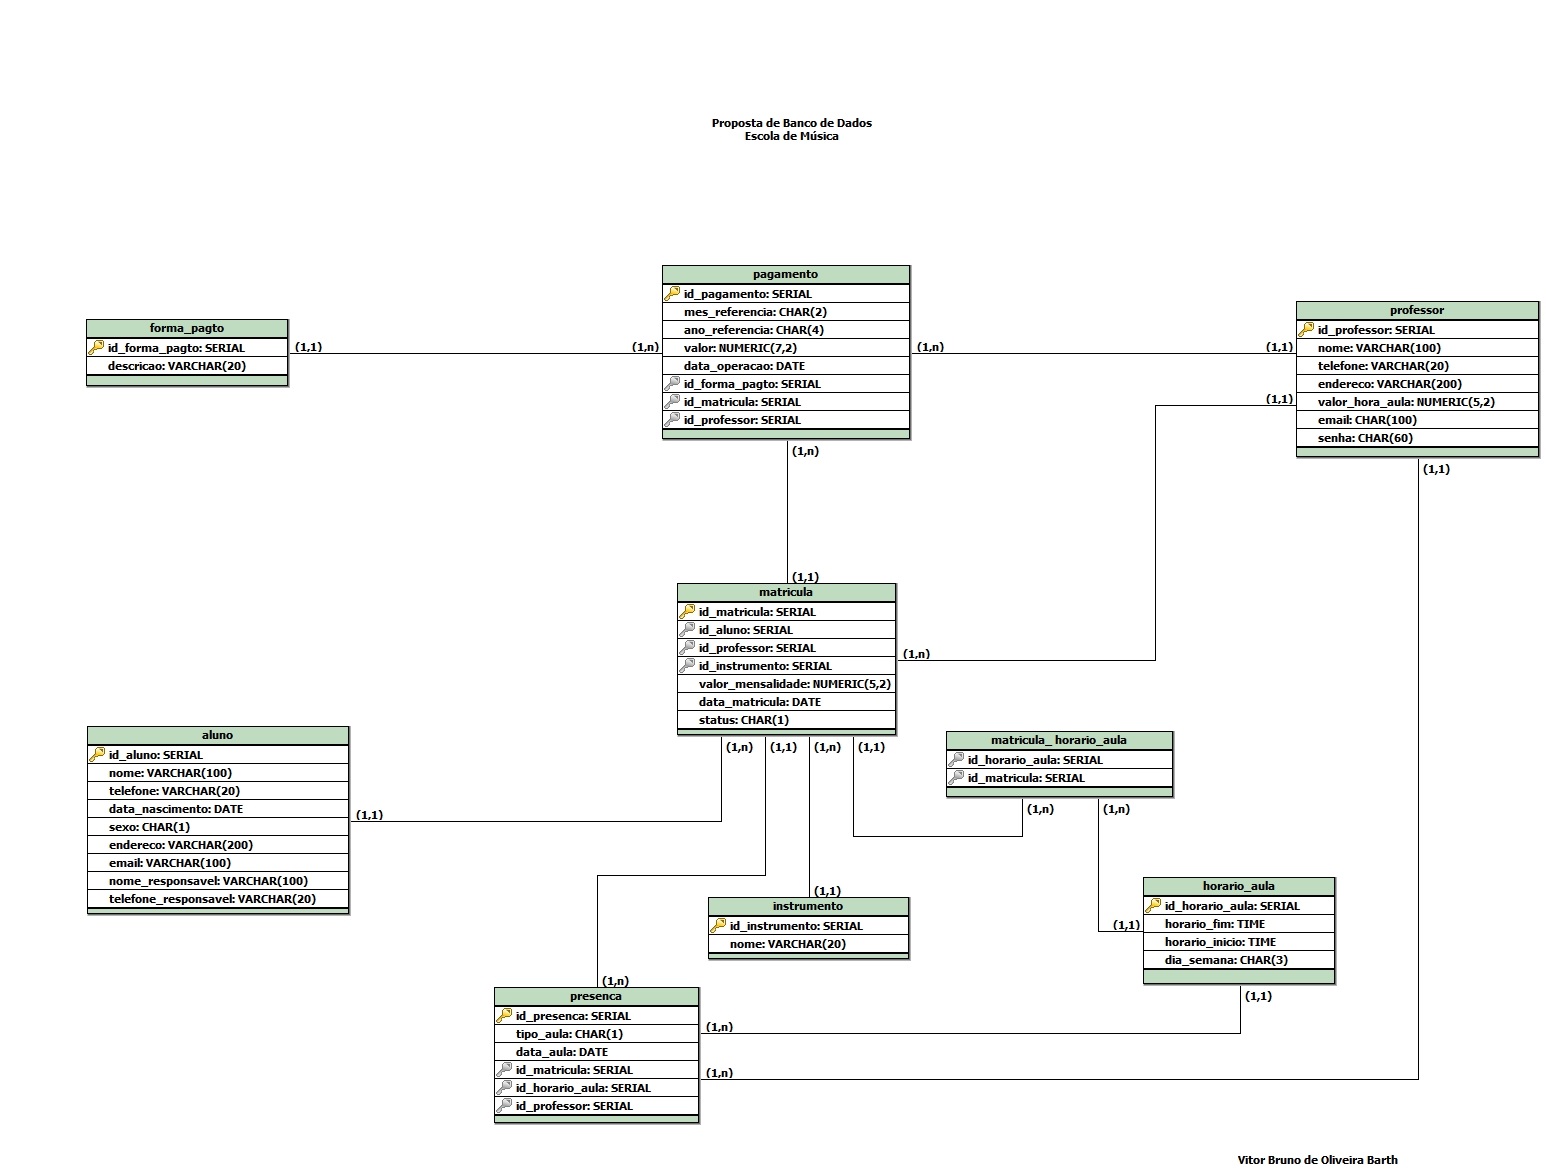 Proposta de Banco de Dados
Escola de Música
pagamento
id_pagamento: SERIAL
mes_referencia: CHAR(2)
ano_referencia: CHAR(4)
valor: NUMERIC(7,2)
data_operacao: DATE
id_forma_pagto: SERIAL
id_matricula: SERIAL
id_professor: SERIAL
forma_pagto
id_forma_pagto: SERIAL
descricao: VARCHAR(20)
(1,1)
(1,n)
(1,n)
(1,1)
professor
id_professor: SERIAL
nome: VARCHAR(100)
telefone: VARCHAR(20)
endereco: VARCHAR(200)
valor_hora_aula: NUMERIC(5,2)
email: CHAR(100)
senha: CHAR(60)
(1,1)
(1,n)
(1,1)
(1,1)
matricula
id_matricula: SERIAL
id_aluno: SERIAL
id_professor: SERIAL
id_instrumento: SERIAL
valor_mensalidade: NUMERIC(5,2)
data_matricula: DATE
status: CHAR(1)
(1,n)
(1,n)
(1,1)
(1,n)
(1,1)
aluno
id_aluno: SERIAL
nome: VARCHAR(100)
telefone: VARCHAR(20)
data_nascimento: DATE
sexo: CHAR(1)
endereco: VARCHAR(200)
email: VARCHAR(100)
nome_responsavel: VARCHAR(100)
telefone_responsavel: VARCHAR(20)
(1,1)
matricula_ horario_aula
id_horario_aula: SERIAL
id_matricula: SERIAL
(1,n)
(1,n)
horario_aula
id_horario_aula: SERIAL
horario_fim: TIME
horario_inicio: TIME
dia_semana: CHAR(3)
(1,1)
(1,1)
(1,1)
instrumento
id_instrumento: SERIAL
nome: VARCHAR(20)
(1,n)
presenca
id_presenca: SERIAL
tipo_aula: CHAR(1)
data_aula: DATE
id_matricula: SERIAL
id_horario_aula: SERIAL
id_professor: SERIAL
(1,n)
(1,n)
Vitor Bruno de Oliveira Barth